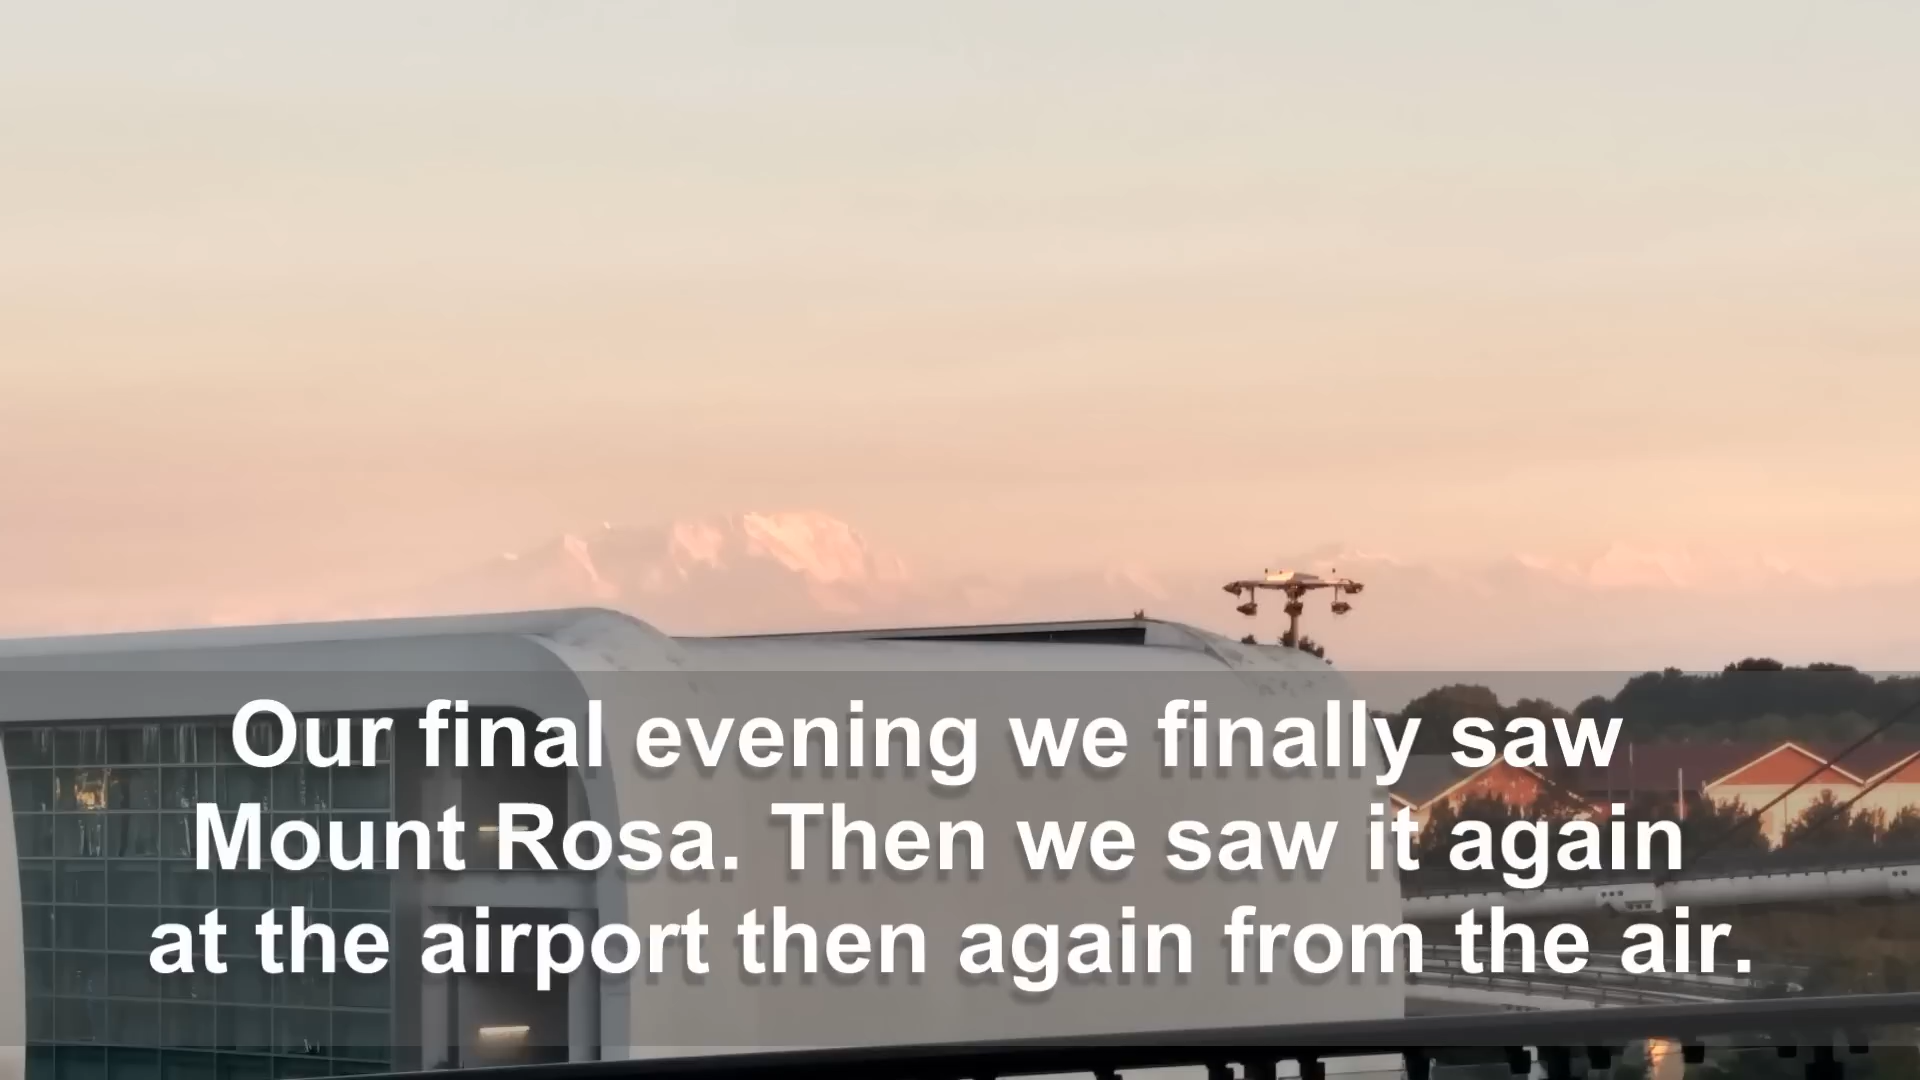 Our final evening we finally saw
Mount Rosa. Then we saw it again
at the airport then again from the air.